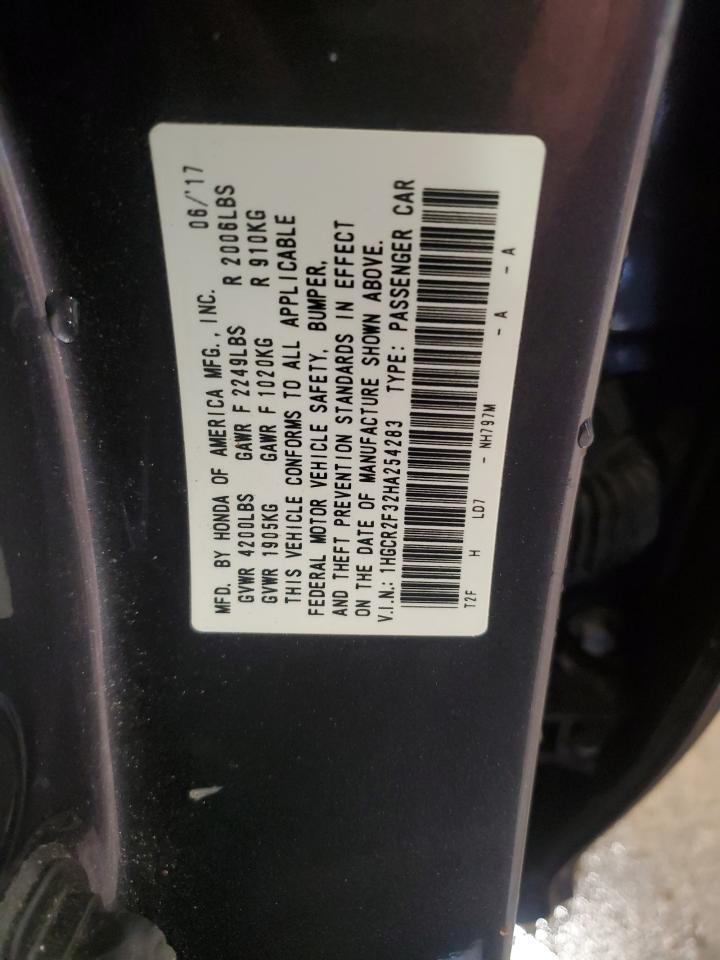 MFD. BY HONDA OF AMERICA MFG., INC. 06/'17
GVWR 4200LBS GAWR F 2249LBS R 2006LBS
GVWR 1905KG GAWR F 1020KG R 910KG
THIS VEHICLE CONFORMS TO ALL APPLICABLE
FEDERAL MOTOR VEHICLE SAFETY, BUMPER,
AND THEFT PREVENTION STANDARDS IN EFFECT
ON THE DATE OF MANUFACTURE SHOWN ABOVE.
V.I.N.: 1HGCR2F32HA254283 TYPE: PASSENGER CAR
T2F H LD7 - NH797M - A - A